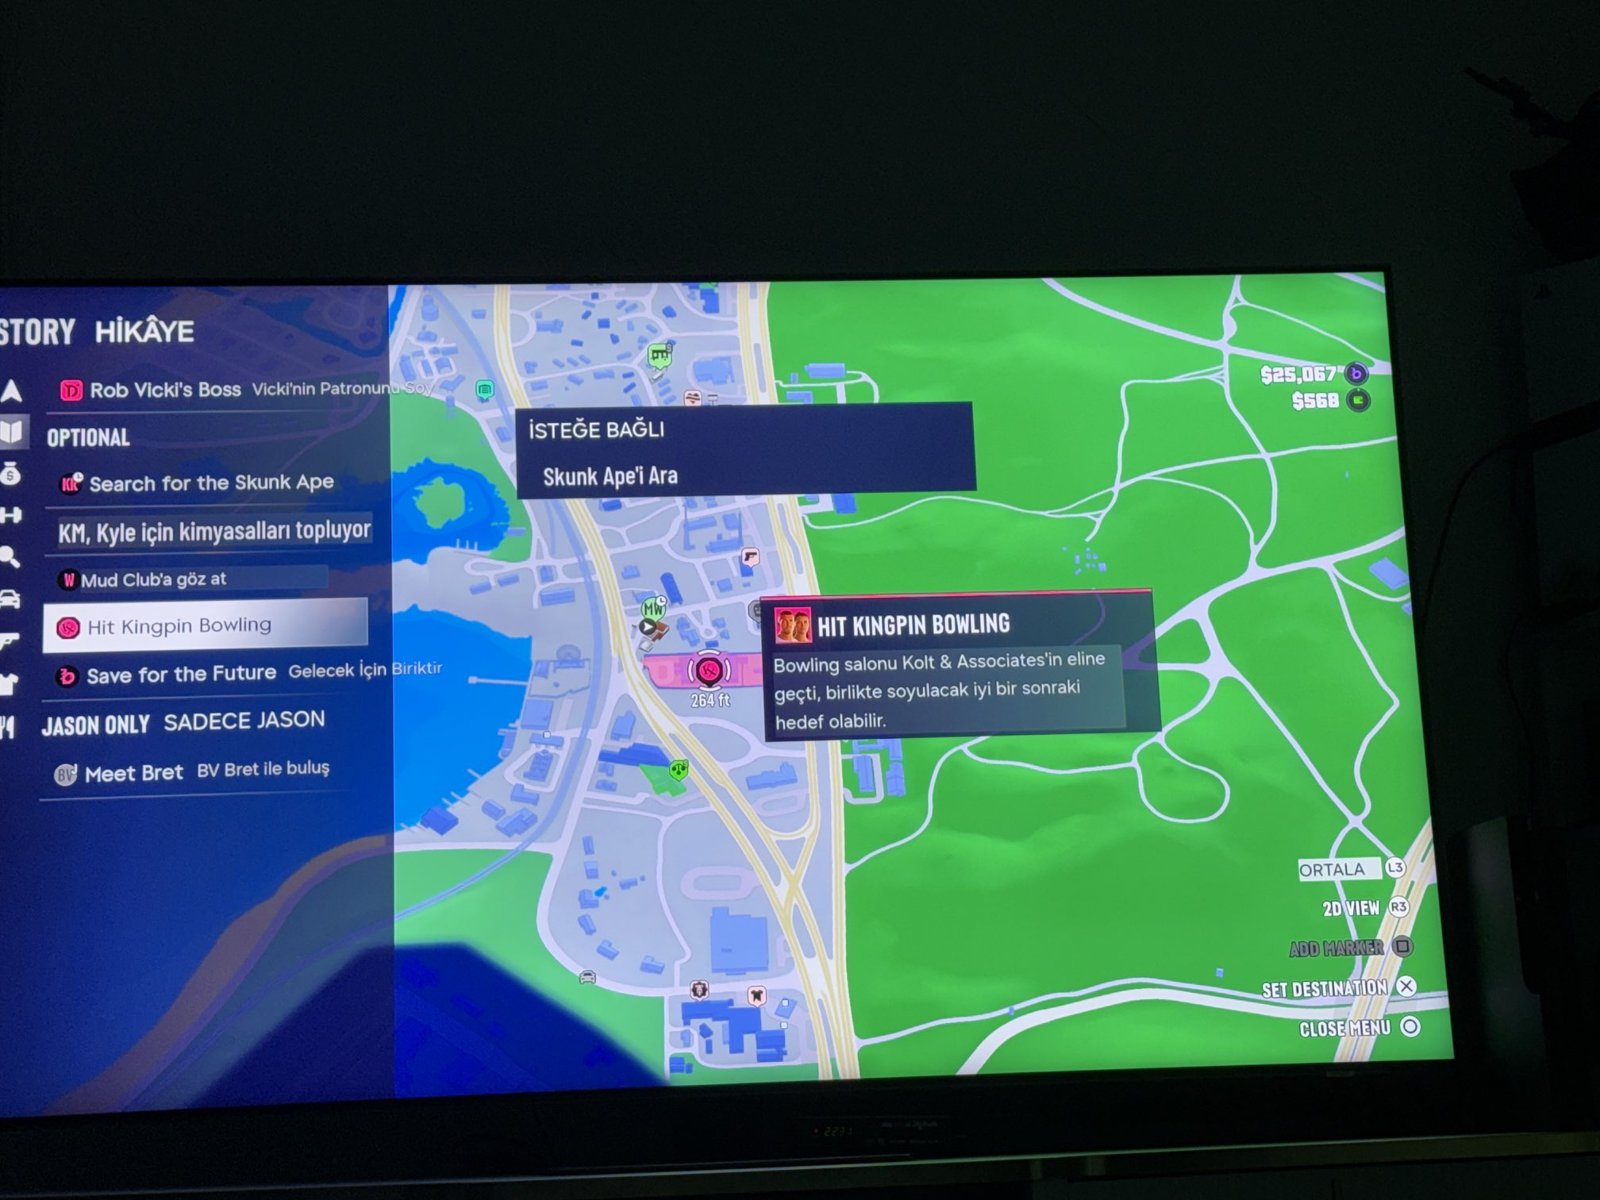 STORY HİKÂYE
Rob Vicki's Boss Vicki'nin Patronunu Soy
OPTIONAL
Search for the Skunk Ape
KM, Kyle için kimyasalları topluyor
Mud Club'a göz at
Hit Kingpin Bowling
Save for the Future Gelecek İçin Biriktir
JASON ONLY SADECE JASON
BV Meet Bret BV Bret ile buluş
İSTEĞE BAĞLI
Skunk Ape'i Ara
MW
264 ft
HIT KINGPIN BOWLING
Bowling salonu Kolt & Associates'in eline
geçti, birlikte soyulacak iyi bir sonraki
hedef olabilir.
$25,067
$568
ORTALA L3
2D VIEW R3
ADD MARKER
SET DESTINATION
CLOSE MENU